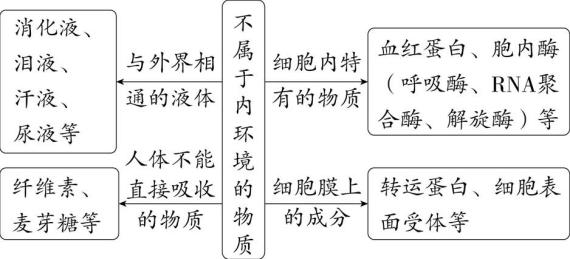 消化液、
泪液、
汗液、
尿液等
与外界相
通的液体
不属于内环境的物质
细胞内特
有的物质
血红蛋白、胞内酶
（呼吸酶、RNA聚
合酶、解旋酶）等
纤维素、
麦芽糖等
人体不能
直接吸收
的物质
细胞膜上
的成分
转运蛋白、细胞表
面受体等